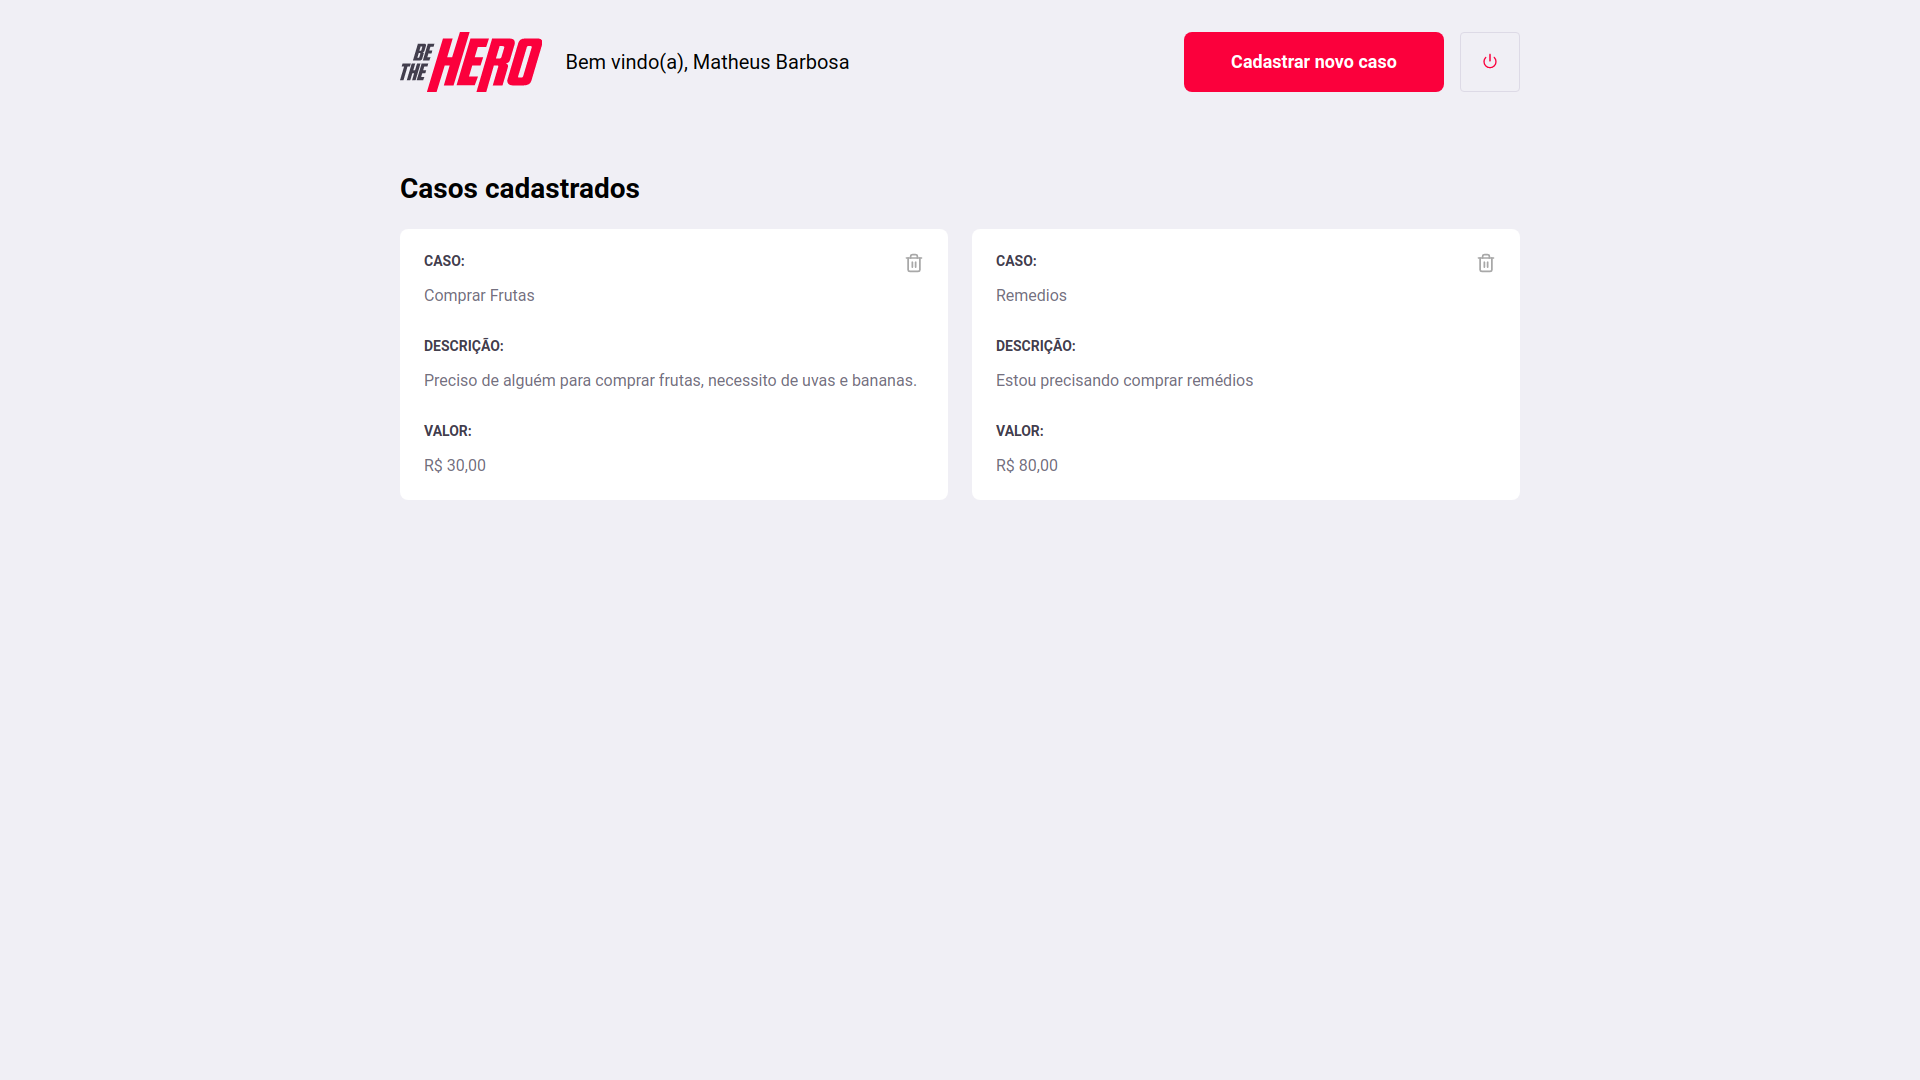 BE THE HERO
Bem vindo(a), Matheus Barbosa
Cadastrar novo caso
Casos cadastrados
CASO:
Comprar Frutas
DESCRIÇÃO:
Preciso de alguém para comprar frutas, necessito de uvas e bananas.
VALOR:
R$ 30,00
CASO:
Remedios
DESCRIÇÃO:
Estou precisando comprar remédios
VALOR:
R$ 80,00